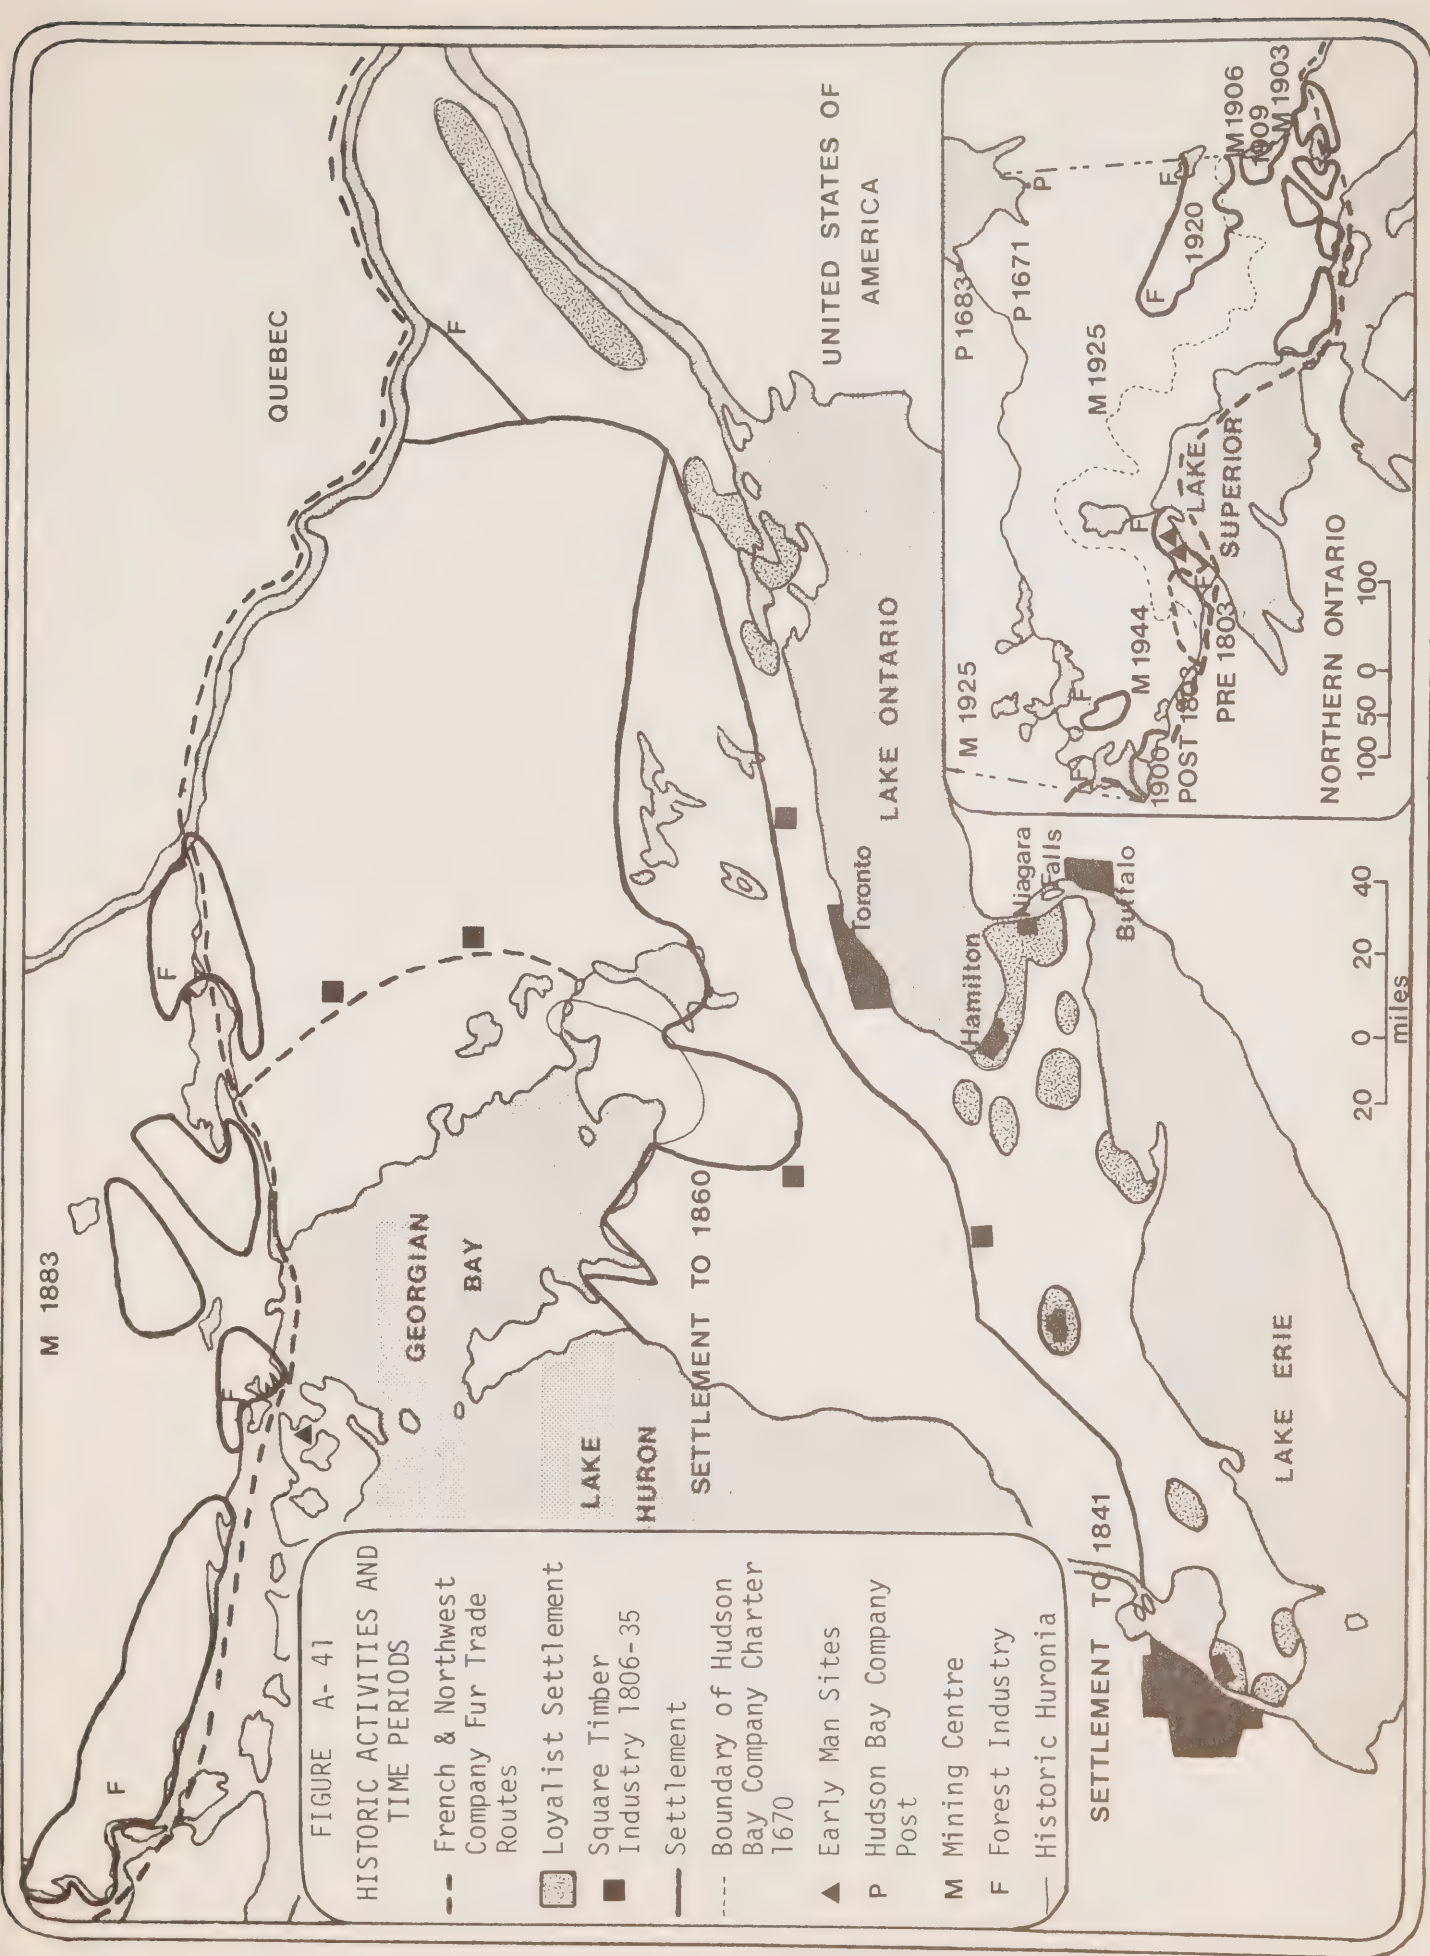 FIGURE A-41
HISTORIC ACTIVITIES AND
TIME PERIODS
French & Northwest
Company Fur Trade
Routes
Loyalist Settlement
Square Timber
Industry 1806-35
Settlement
Boundary of Hudson
Bay Company Charter
1670
Early Man Sites
P Hudson Bay Company
Post
M Mining Centre
F Forest Industry
Historic Huronia
M 1883
F
F
F
F
QUEBEC
GEORGIAN
BAY
LAKE
HURON
SETTLEMENT TO 1860
SETTLEMENT TO 1841
LAKE ERIE
LAKE ONTARIO
Toronto
Hamilton
Niagara
Falls
Buffalo
UNITED STATES OF
AMERICA
20 0 20 40
miles
M 1925
P 1683
P 1671
P
M 1925
M 1944
F
F
F
F
F
F
1920
M 1906
1909
M 1903
1900
POST 1803
PRE 1803
LAKE
SUPERIOR
NORTHERN ONTARIO
100 50 0 100